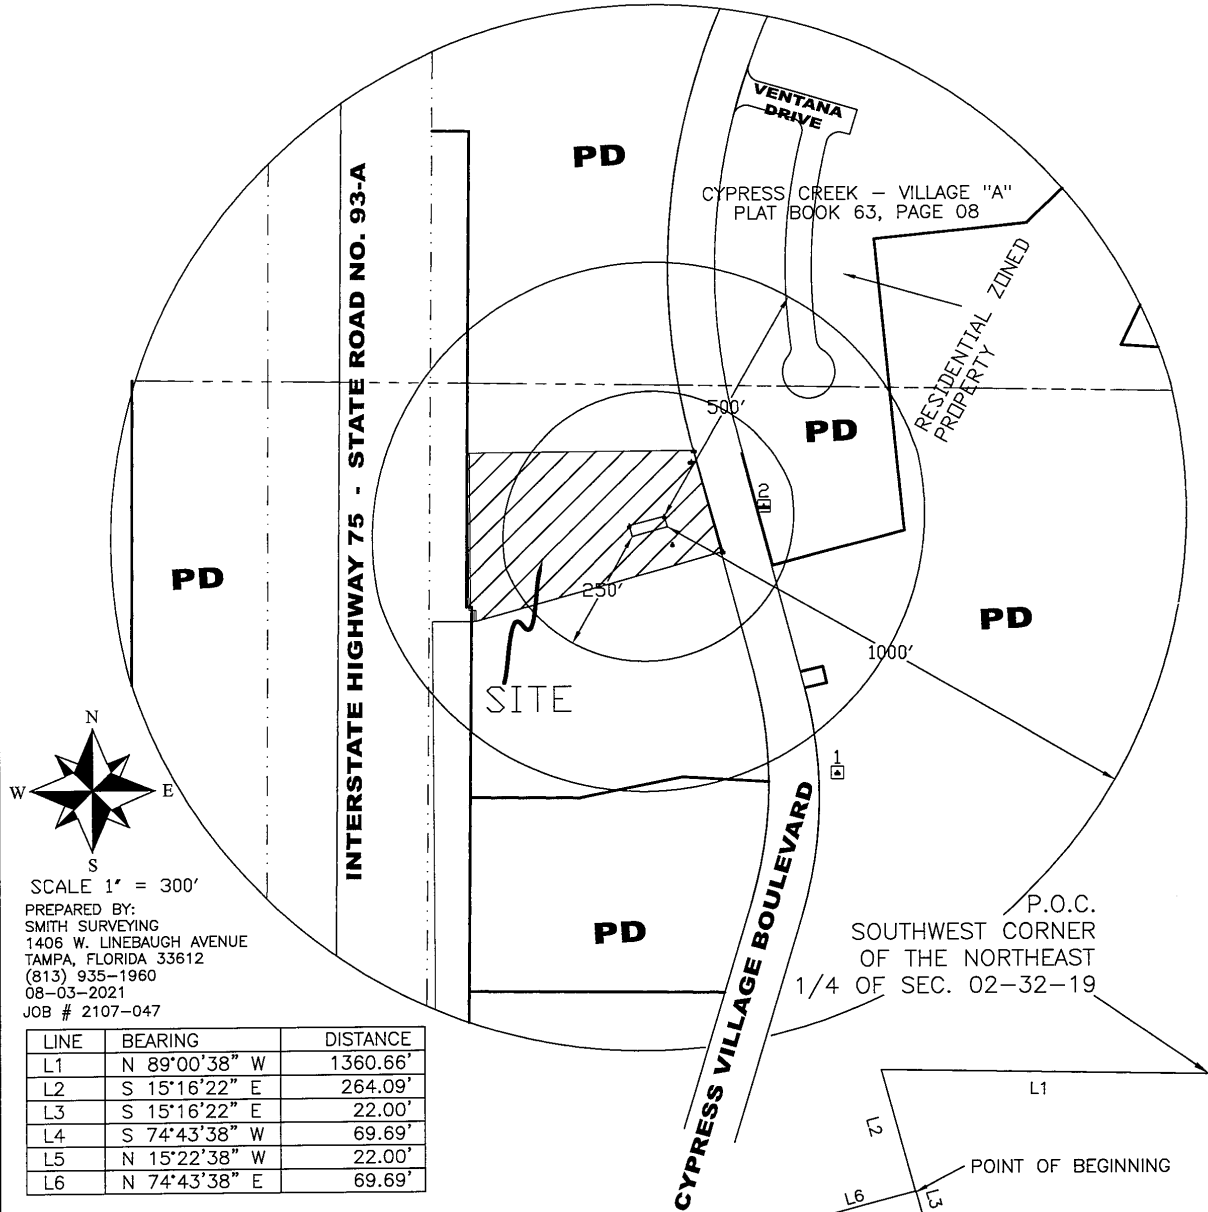 VENTANA
DRIVE
PD
CYPRESS CREEK – VILLAGE "A"
PLAT BOOK 63, PAGE 08
RESIDENTIAL ZONED
PROPERTY
INTERSTATE HIGHWAY 75 - STATE ROAD NO. 93-A
500'
PD
2
PD
250'
PD
1000'
SITE
1
N
W
E
S
CYPRESS VILLAGE BOULEVARD
PD
SCALE 1" = 300'
PREPARED BY:
SMITH SURVEYING
1406 W. LINEBAUGH AVENUE
TAMPA, FLORIDA 33612
(813) 935–1960
08–03–2021
JOB # 2107–047
P.O.C.
SOUTHWEST CORNER
OF THE NORTHEAST
1/4 OF SEC. 02–32–19
LINE BEARING DISTANCE
L1 N 89°00'38" W 1360.66'
L2 S 15°16'22" E 264.09'
L3 S 15°16'22" E 22.00'
L4 S 74°43'38" W 69.69'
L5 N 15°22'38" W 22.00'
L6 N 74°43'38" E 69.69'
L1
L2
POINT OF BEGINNING
L6
L3